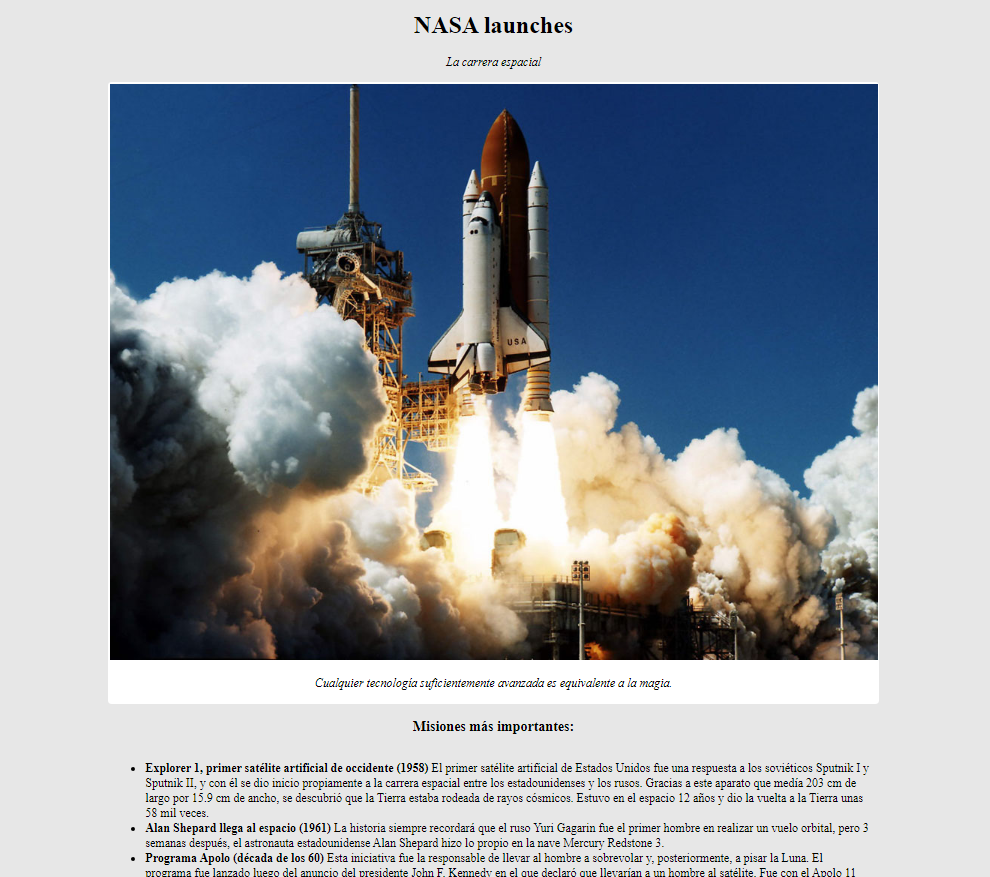 NASA launches
La carrera espacial
USA
Cualquier tecnología suficientemente avanzada es equivalente a la magia.
Misiones más importantes:
Explorer 1, primer satélite artificial de occidente (1958) El primer satélite artificial de Estados Unidos fue una respuesta a los soviéticos Sputnik I y
Sputnik II, y con él se dio inicio propiamente a la carrera espacial entre los estadounidenses y los rusos. Gracias a este aparato que medía 203 cm de
largo por 15.9 cm de ancho, se descubrió que la Tierra estaba rodeada de rayos cósmicos. Estuvo en el espacio 12 años y dio la vuelta a la Tierra unas
58 mil veces.
Alan Shepard llega al espacio (1961) La historia siempre recordará que el ruso Yuri Gagarin fue el primer hombre en realizar un vuelo orbital, pero 3
semanas después, el astronauta estadounidense Alan Shepard hizo lo propio en la nave Mercury Redstone 3.
Programa Apolo (década de los 60) Esta iniciativa fue la responsable de llevar al hombre a sobrevolar y, posteriormente, a pisar la Luna. El
programa fue lanzado luego del anuncio del presidente John F. Kennedy en el que declaró que llevarían a un hombre al satélite. Fue con el Apolo 11